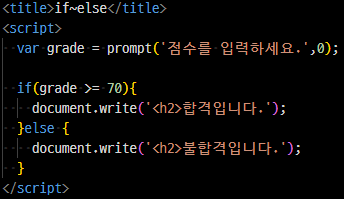 <title>if~else</title>
<script>
  var grade = prompt('점수를 입력하세요.',0);

  if(grade >= 70){
    document.write('<h2>합격입니다.');
  }else {
    document.write('<h2>불합격입니다.');
  }
</script>